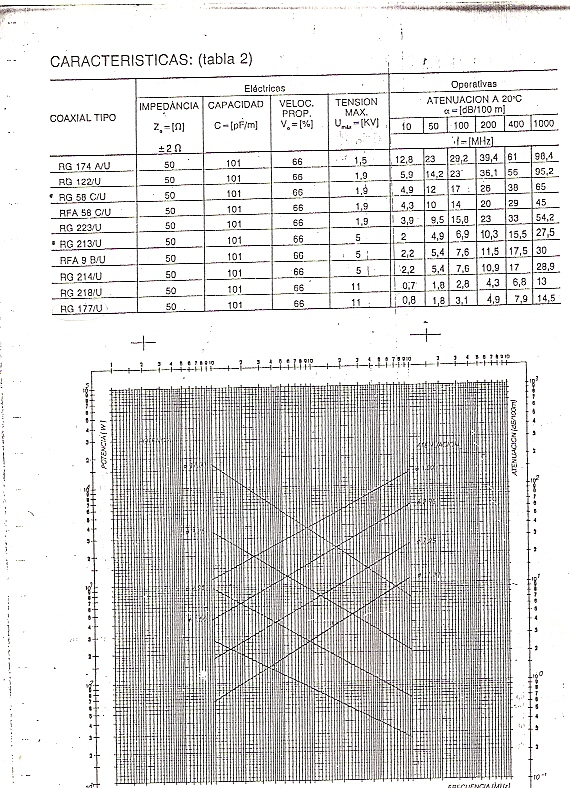 CARACTERISTICAS: (tabla 2)
Eléctricas Operativas
COAXIAL TIPO IMPEDANCIA CAPACIDAD VELOC. PROP. TENSION MAX. ATENUACION A 20°C
Z₀=[Ω] C=[pF/m] V₀=[%] Umáx=[KV] α=[dB/100 m]
10 50 100 200 400 1000
±2 Ω f=[MHz]
RG 174 A/U 50 101 66 1,5 12,8 23 29,2 39,4 61 98,4
RG 122/U 50 101 66 1,9 5,9 14,2 23 36,1 56 95,2
* RG 58 C/U 50 101 66 1,9 4,9 12 17 26 38 65
RFA 58 C/U 50 101 66 1,9 4,3 10 14 20 29 45
RG 223/U 50 101 66 1,9 3,9 9,5 15,8 23 33 54,2
* RG 213/U 50 101 66 5 2 4,9 6,9 10,3 15,5 27,5
RFA 9 B/U 50 101 66 5 2,2 5,4 7,6 11,5 17,5 30
RG 214/U 50 101 66 5 2,2 5,4 7,6 10,9 17 28,9
RG 218/U 50 101 66 11 0,7 1,8 2,8 4,3 6,8 13
RG 177/U 50 101 66 11 0,8 1,8 3,1 4,9 7,9 14,5
POTENCIA [W]
ATENUACION [dB/100m]
FRECUENCIA [MHz]